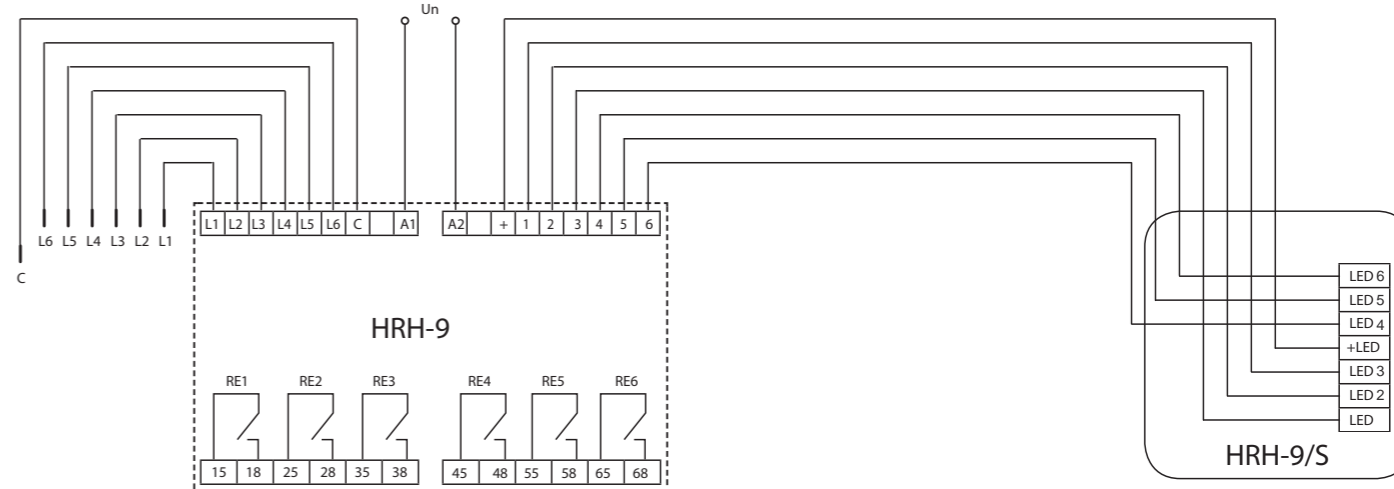 Un
L6 L5 L4 L3 L2 L1
C
L1 L2 L3 L4 L5 L6 C A1 A2 + 1 2 3 4 5 6
HRH-9
RE1 RE2 RE3 RE4 RE5 RE6
15 18 25 28 35 38 45 48 55 58 65 68
LED 6
LED 5
LED 4
+LED
LED 3
LED 2
LED
HRH-9/S